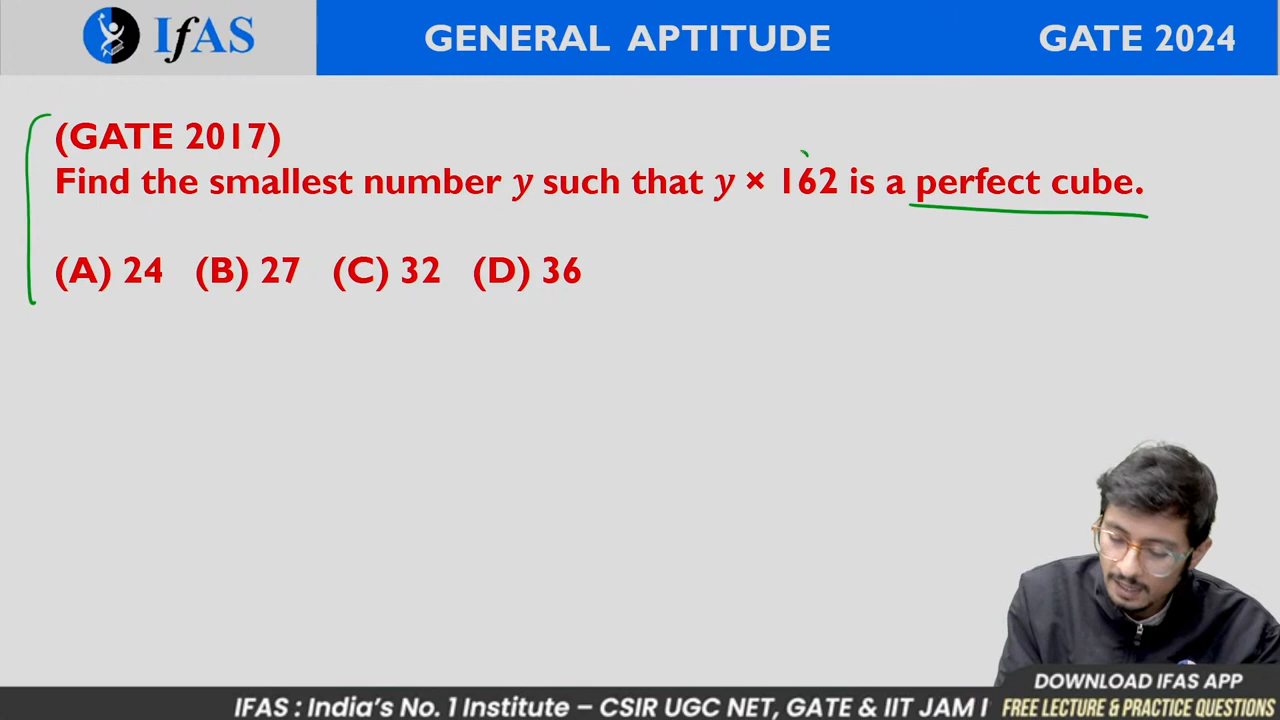 IfAS
GENERAL APTITUDE
GATE 2024
(GATE 2017)
Find the smallest number y such that y × 162 is a perfect cube.
(A) 24 (B) 27 (C) 32 (D) 36
DOWNLOAD IFAS APP
IFAS : India's No. 1 Institute – CSIR UGC NET, GATE & IIT JAM
FREE LECTURE & PRACTICE QUESTIONS